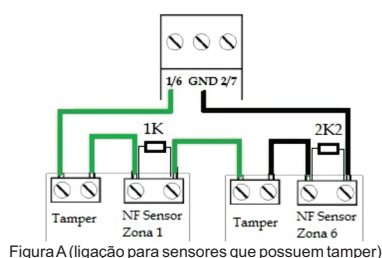 1/6 GND 2/7
1K
2K2
Tamper
NF Sensor
Zona 1
Tamper
NF Sensor
Zona 6
Figura A (ligação para sensores que possuem tamper)